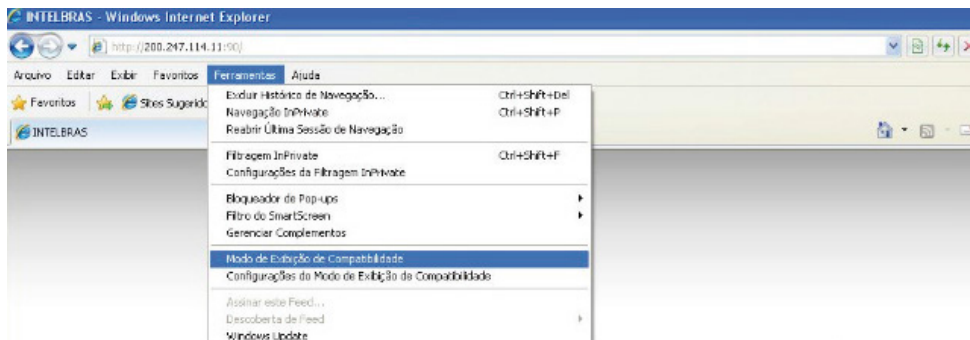 INTELBRAS - Windows Internet Explorer
http://200.247.114.11:90/
Arquivo Editar Exibir Favoritos Ferramentas Ajuda
Favoritos Sites Sugerido
INTELBRAS
Excluir Histórico de Navegação... Ctrl+Shift+Del
Navegação InPrivate Ctrl+Shift+P
Reabrir Última Sessão de Navegação
Filtragem InPrivate Ctrl+Shift+F
Configurações da Filtragem InPrivate
Bloqueador de Pop-ups
Filtro do SmartScreen
Gerenciar Complementos
Modo de Exibição de Compatibilidade
Configurações do Modo de Exibição de Compatibilidade
Assinar este Feed...
Descoberta de Feed
Windows Update